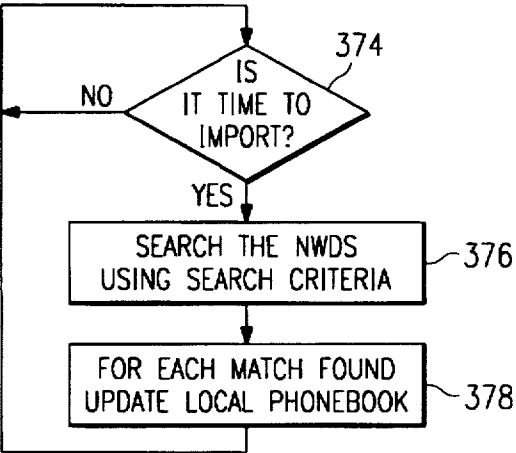 IS
IT TIME TO
IMPORT?
374
NO
YES
SEARCH THE NWDS
USING SEARCH CRITERIA
376
FOR EACH MATCH FOUND
UPDATE LOCAL PHONEBOOK
378